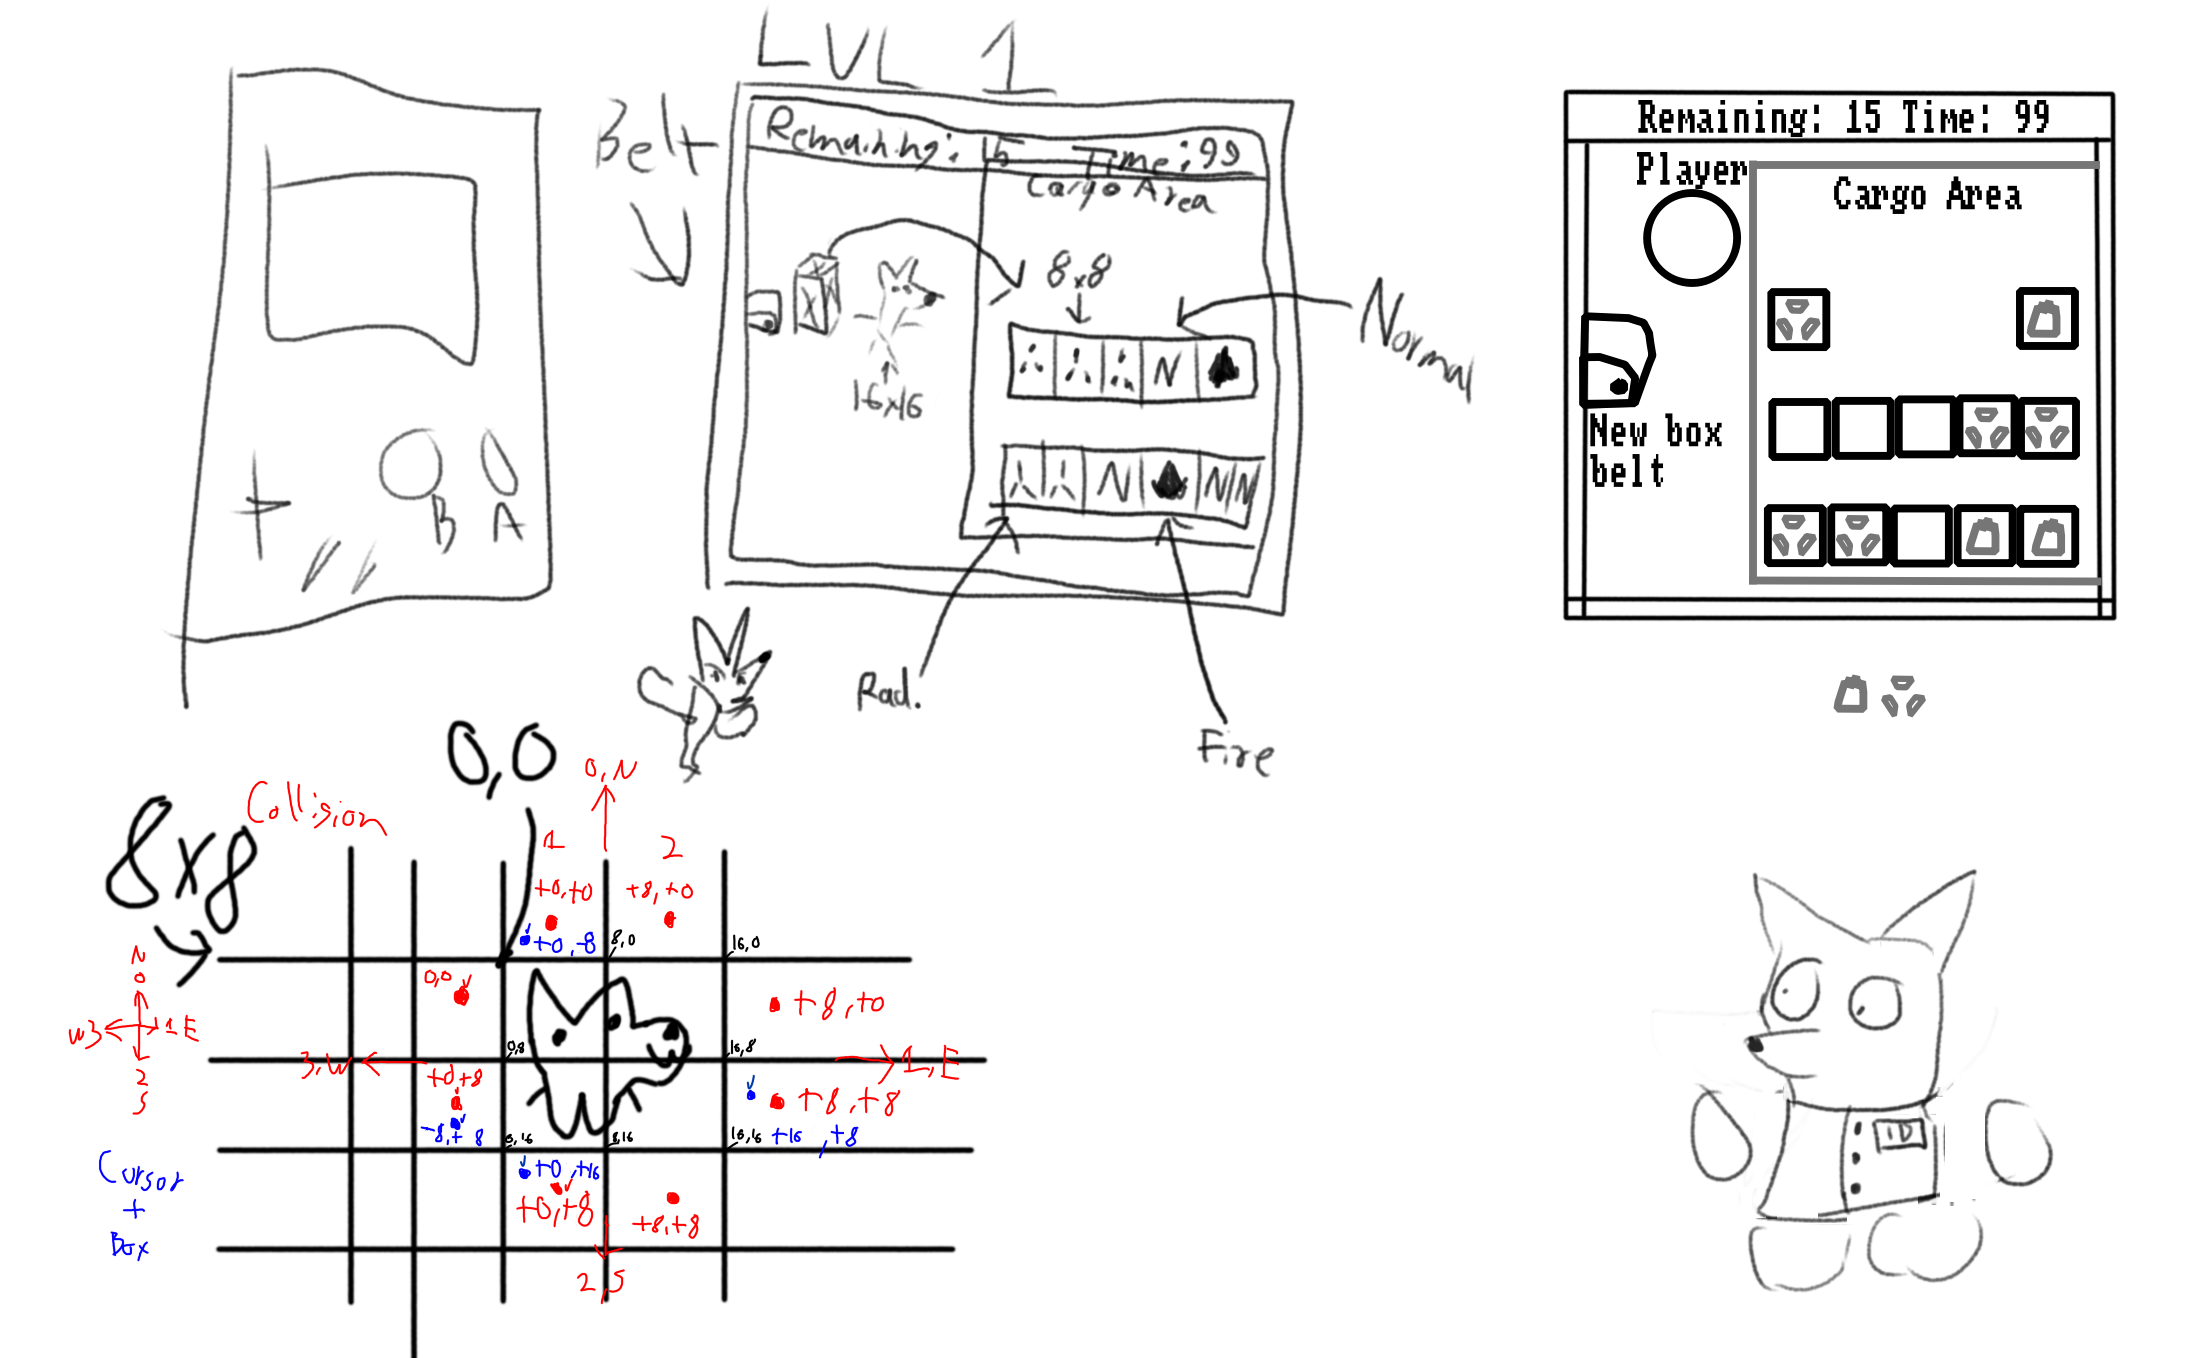 LVL 1
Belt
Remaining: 15 Time: 99
Cargo Area
8x8
Normal
16x16
N
N
N N
B A
Rad.
Fire
Remaining: 15 Time: 99
Player
Cargo Area
New box
belt
0,0
8x8
Collision
0,N
1 2
+0,+0 +8,+0
+0,-8 8,0 16,0
N
0
W3 1E
2
S
0,0
+8,+0
0,8 16,8
3,W 1,E
+0+8
+8,+8
-8,+8 0,16 8,16 16,16 +16,+8
+0,+16
+0,+8
+8,+8
2,S
Cursor
+
Box
ID